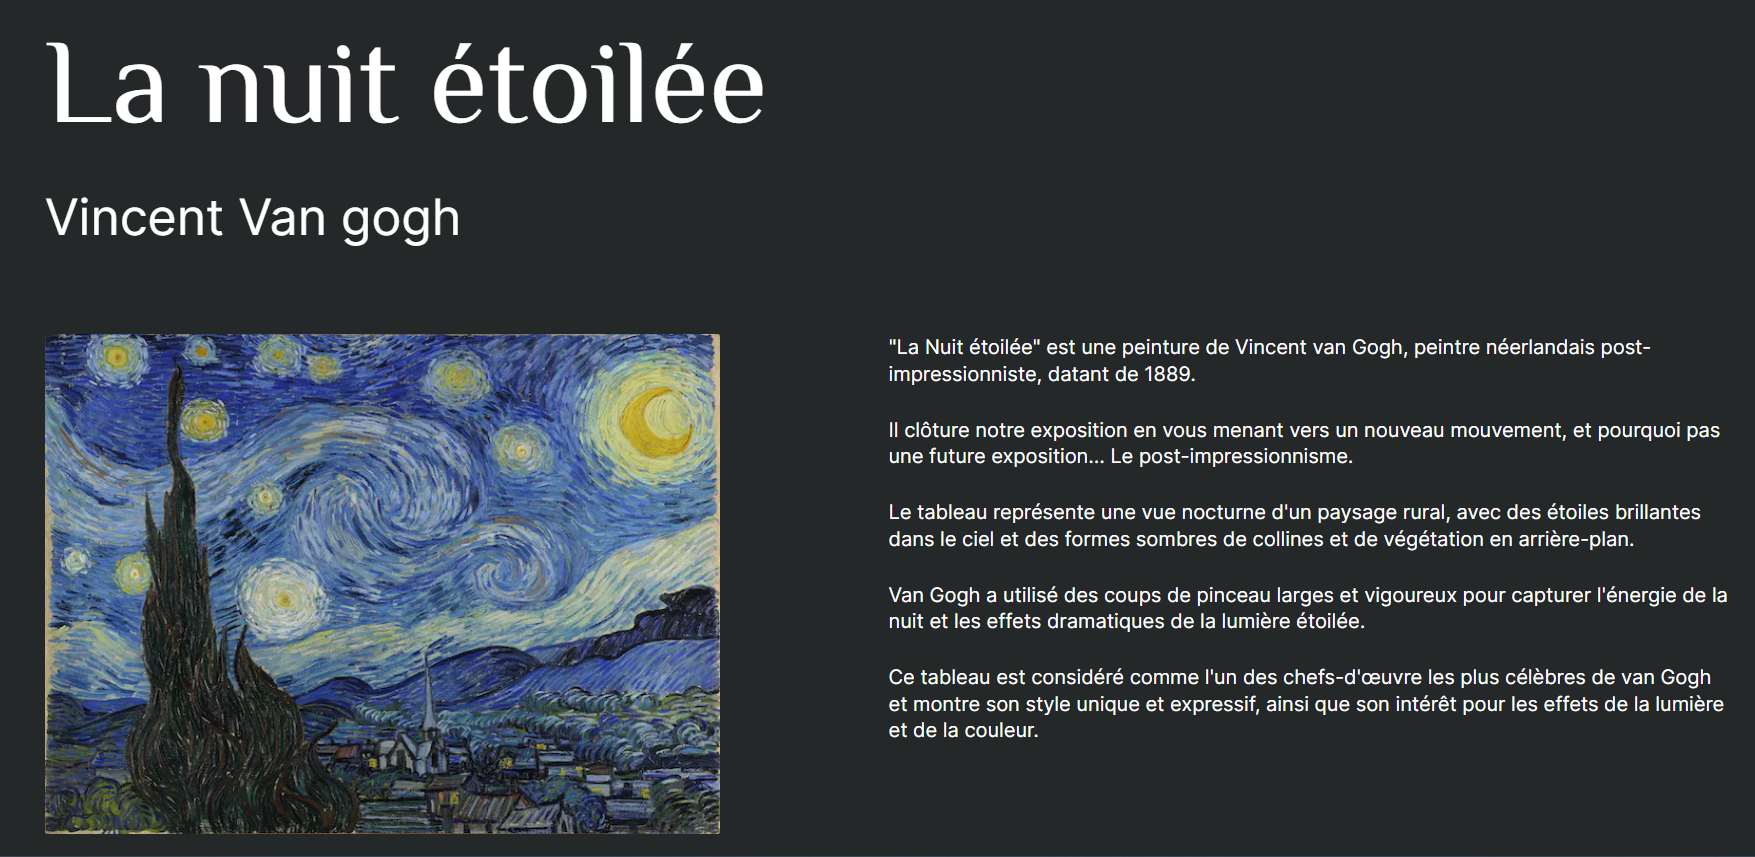 La nuit étoilée
Vincent Van gogh
"La Nuit étoilée" est une peinture de Vincent van Gogh, peintre néerlandais post-
impressionniste, datant de 1889.
Il clôture notre exposition en vous menant vers un nouveau mouvement, et pourquoi pas
une future exposition... Le post-impressionnisme.
Le tableau représente une vue nocturne d'un paysage rural, avec des étoiles brillantes
dans le ciel et des formes sombres de collines et de végétation en arrière-plan.
Van Gogh a utilisé des coups de pinceau larges et vigoureux pour capturer l'énergie de la
nuit et les effets dramatiques de la lumière étoilée.
Ce tableau est considéré comme l'un des chefs-d'œuvre les plus célèbres de van Gogh
et montre son style unique et expressif, ainsi que son intérêt pour les effets de la lumière
et de la couleur.